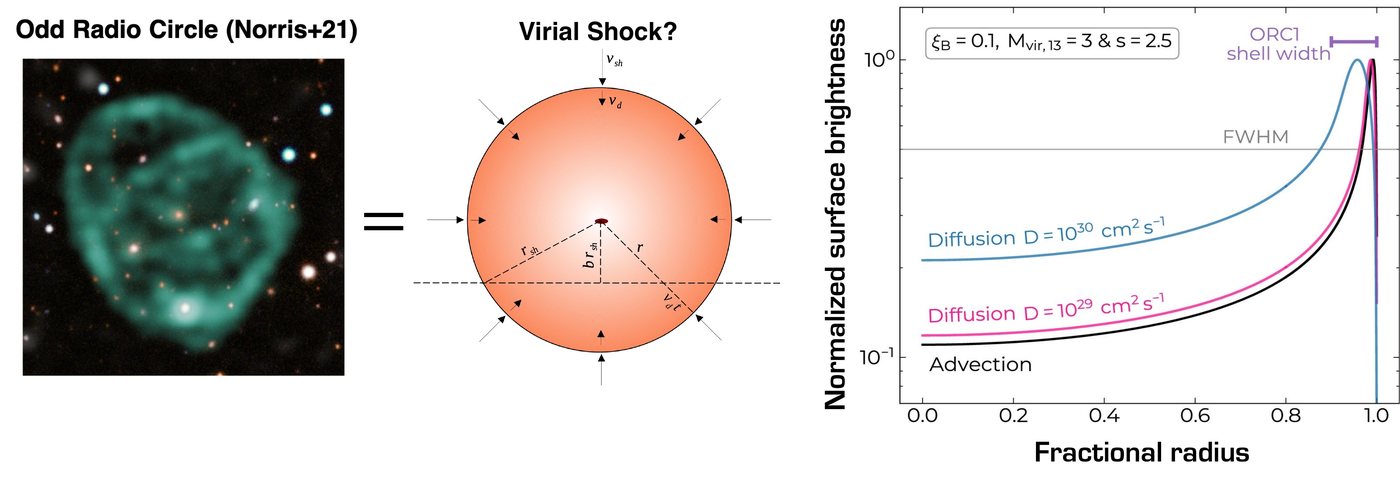 Odd Radio Circle (Norris+21)
=
Virial Shock?
v_sh
v_d
r_sh
b r_sh
r
v_d t
Normalized surface brightness
10^0
10^-1
ξ_B = 0.1, M_vir,13 = 3 & s = 2.5
ORC1
shell width
FWHM
Diffusion D = 10^30 cm^2 s^-1
Diffusion D = 10^29 cm^2 s^-1
Advection
0.0 0.2 0.4 0.6 0.8 1.0
Fractional radius